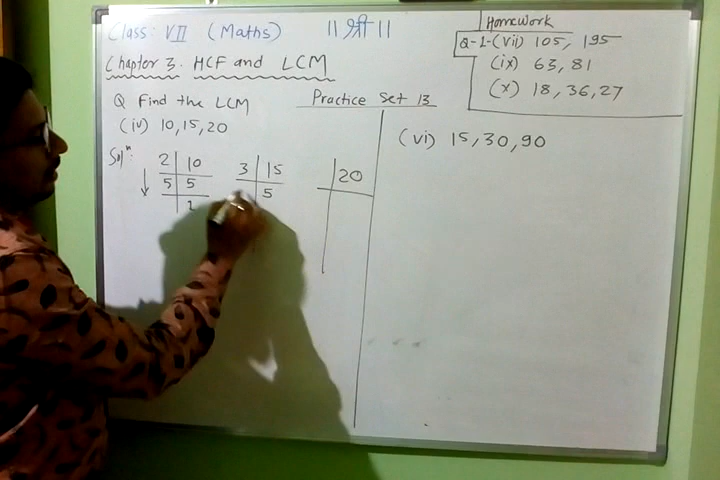 Class: VII (Maths) ॥ श्री ॥
Chapter 3. HCF and LCM
Q Find the LCM Practice Set 13
(iv) 10, 15, 20
Solⁿ:
2 | 10
5 | 5
1
3 | 15
5
20
(vi) 15, 30, 90
Homework
Q-1-(vii) 105, 195
(ix) 63, 81
(x) 18, 36, 27